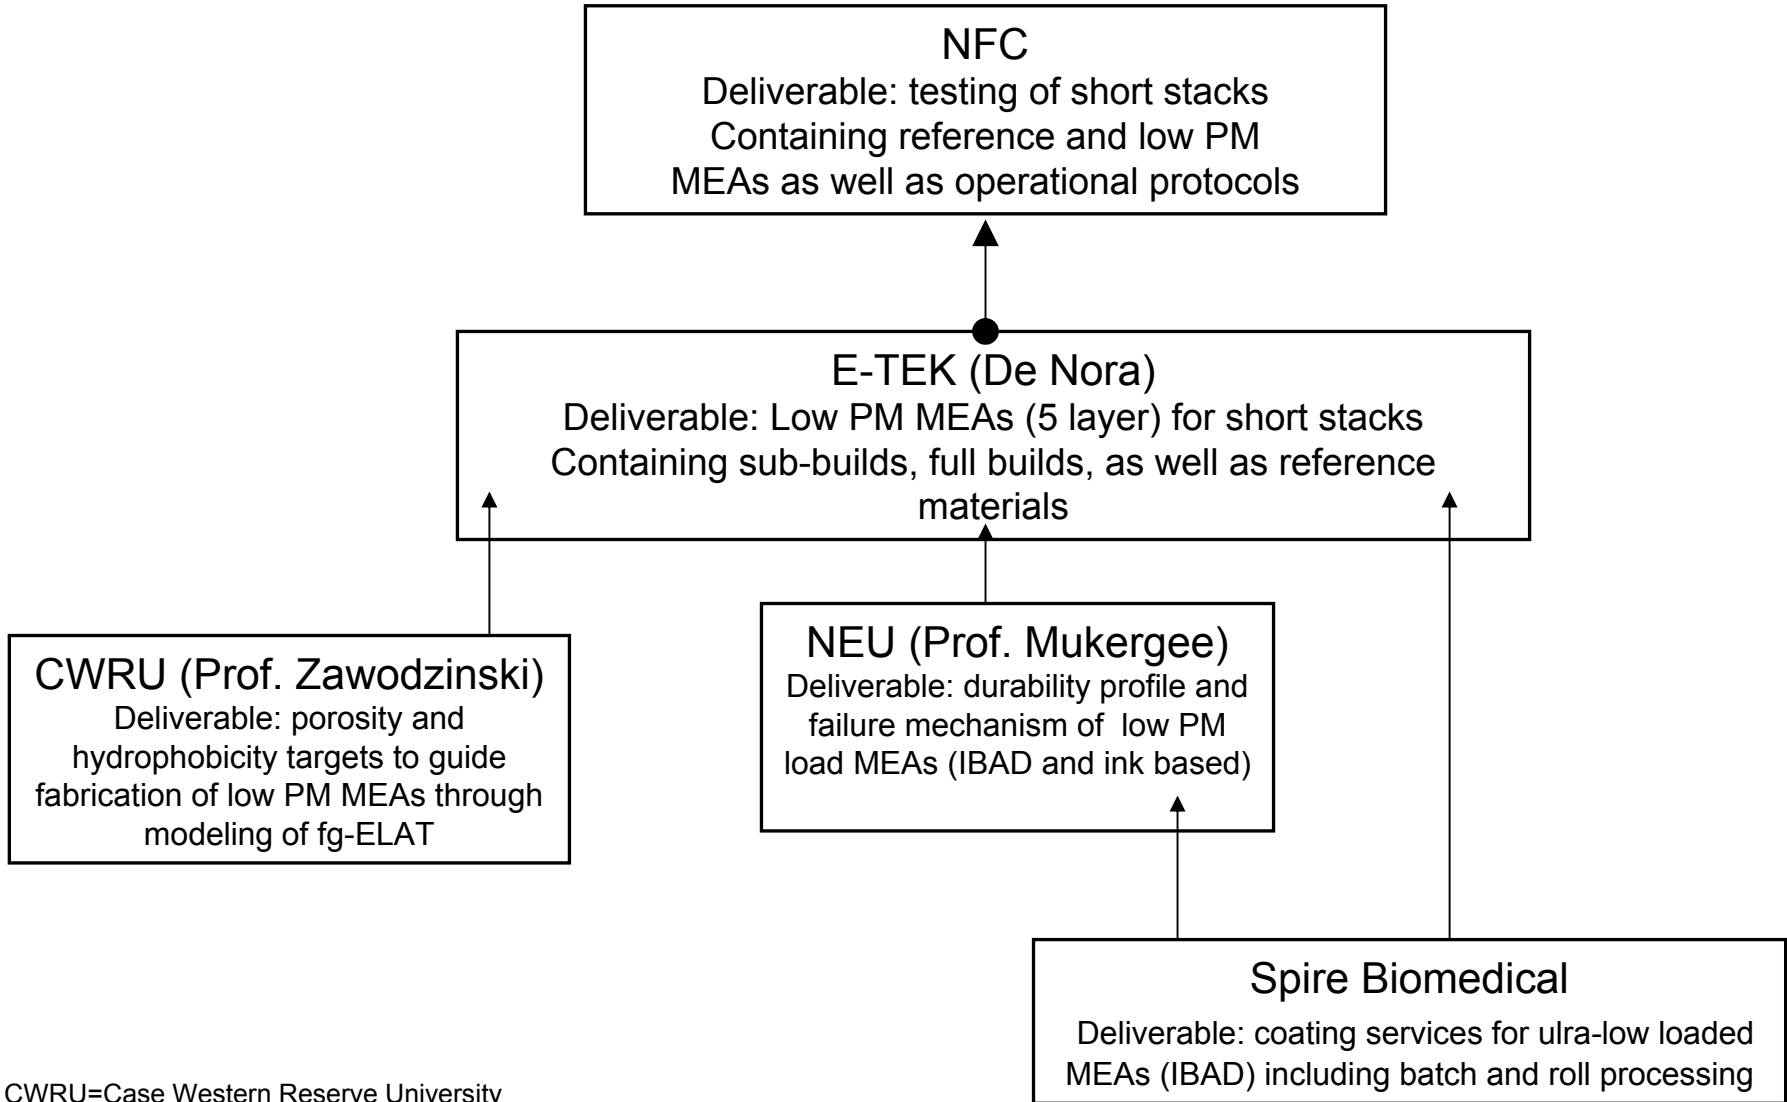 NFC
Deliverable: testing of short stacks
Containing reference and low PM
MEAs as well as operational protocols
E-TEK (De Nora)
Deliverable: Low PM MEAs (5 layer) for short stacks
Containing sub-builds, full builds, as well as reference
materials
CWRU (Prof. Zawodzinski)
Deliverable: porosity and
hydrophobicity targets to guide
fabrication of low PM MEAs through
modeling of fg-ELAT
NEU (Prof. Mukergee)
Deliverable: durability profile and
failure mechanism of  low PM
load MEAs (IBAD and ink based)
Spire Biomedical
Deliverable: coating services for ulra-low loaded
MEAs (IBAD) including batch and roll processing
CWRU=Case Western Reserve University